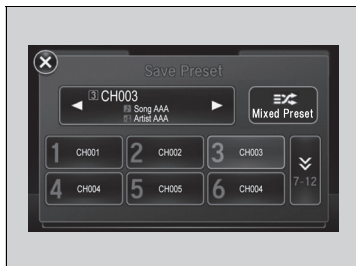 Save Preset
3 CH003
Song AAA
Artist AAA
Mixed Preset
1 CH001
2 CH002
3 CH003
7-12
4 CH004
5 CH005
6 CH004